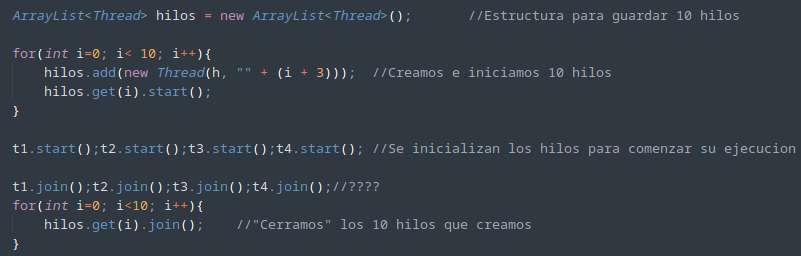 ArrayList<Thread> hilos = new ArrayList<Thread>();       //Estructura para guardar 10 hilos
for(int i=0; i< 10; i++){
    hilos.add(new Thread(h, "" + (i + 3)));  //Creamos e iniciamos 10 hilos
    hilos.get(i).start();
}
t1.start();t2.start();t3.start();t4.start(); //Se inicializan los hilos para comenzar su ejecucion
t1.join();t2.join();t3.join();t4.join();//????
for(int i=0; i<10; i++){
    hilos.get(i).join();    //"Cerramos" los 10 hilos que creamos
}